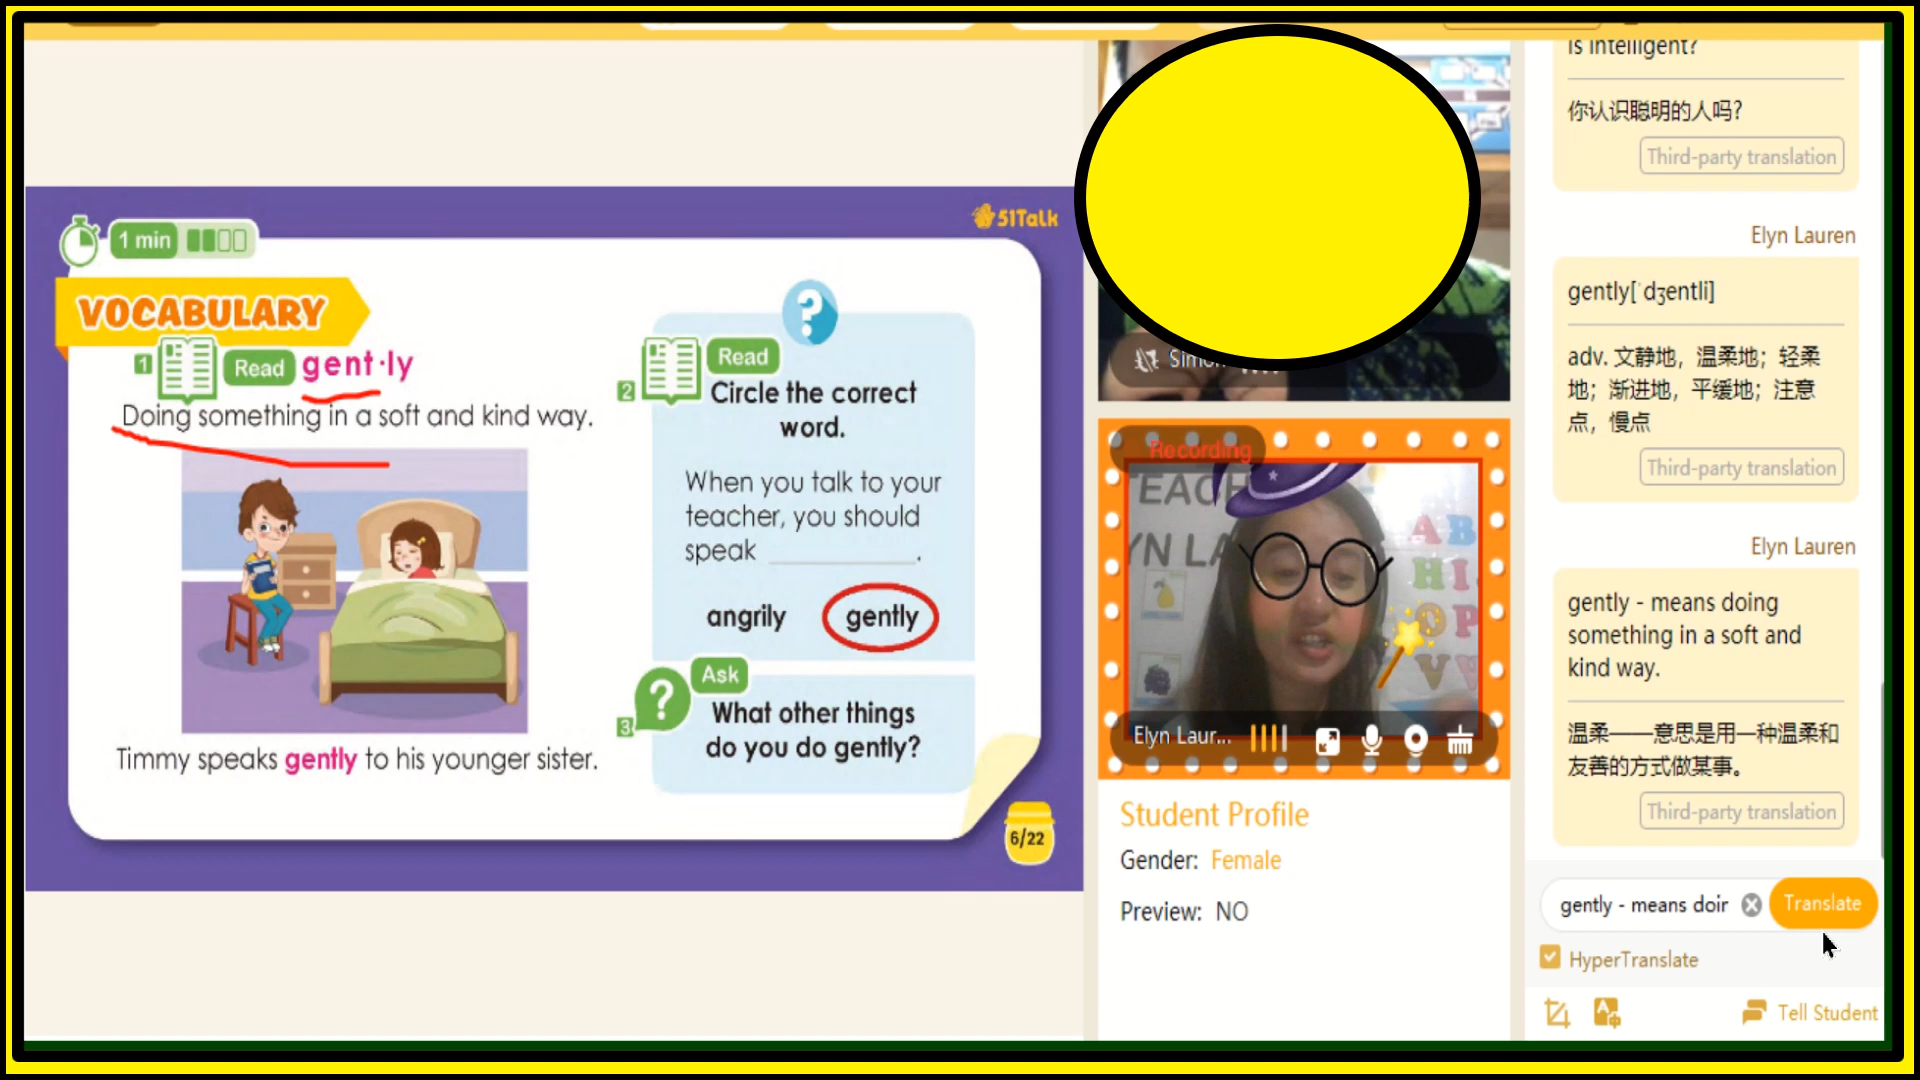 51Talk
1 min
VOCABULARY
1 Read gent·ly
Doing something in a soft and kind way.
Timmy speaks gently to his younger sister.
2 Read
Circle the correct
word.
When you talk to your
teacher, you should
speak ____________.
angrily gently
Ask
3 What other things
do you do gently?
6/22
Recording
TEACH
YN LA
A B
H I
O P
V
Elyn Laur...
Student Profile
Gender: Female
Preview: NO
is intelligent?
你认识聪明的人吗?
Third-party translation
Elyn Lauren
gently[ˈdʒentli]
adv. 文静地，温柔地；轻柔
地；渐进地，平缓地；注意
点，慢点
Third-party translation
Elyn Lauren
gently - means doing
something in a soft and
kind way.
温柔——意思是用一种温柔和
友善的方式做某事。
Third-party translation
gently - means doir
Translate
HyperTranslate
Tell Student